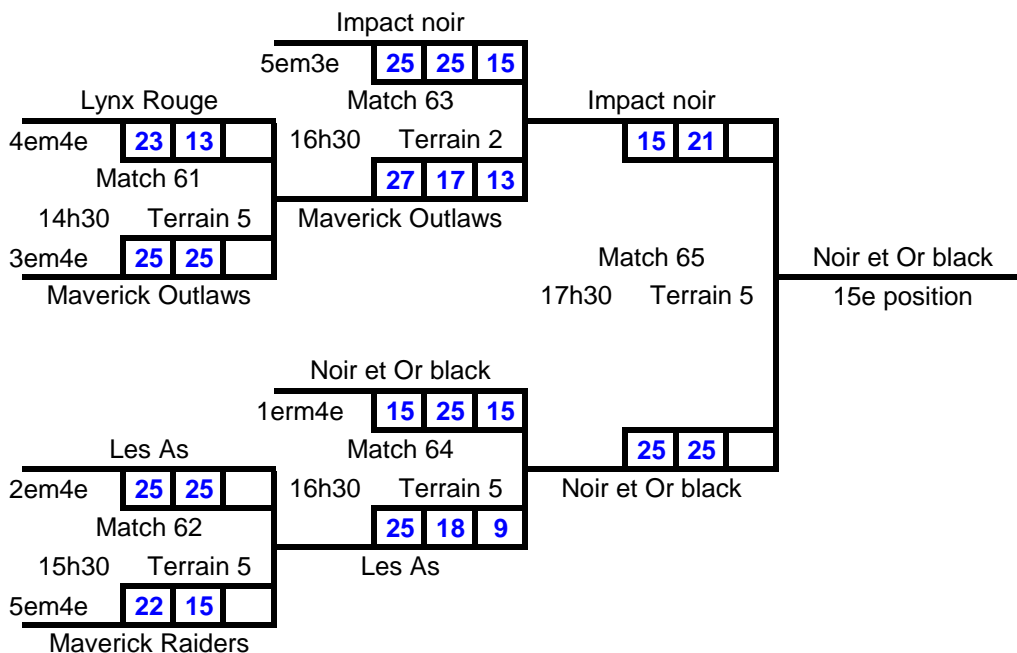 Impact noir
5em3e 25 25 15
Match 63
16h30 Terrain 2
27 17 13
Maverick Outlaws
Lynx Rouge
4em4e 23 13
Match 61
14h30 Terrain 5
3em4e 25 25
Maverick Outlaws
Impact noir
15 21
Match 65
17h30 Terrain 5
25 25
Noir et Or black
Noir et Or black
15e position
Noir et Or black
1erm4e 15 25 15
Match 64
16h30 Terrain 5
25 18 9
Les As
Les As
2em4e 25 25
Match 62
15h30 Terrain 5
5em4e 22 15
Maverick Raiders